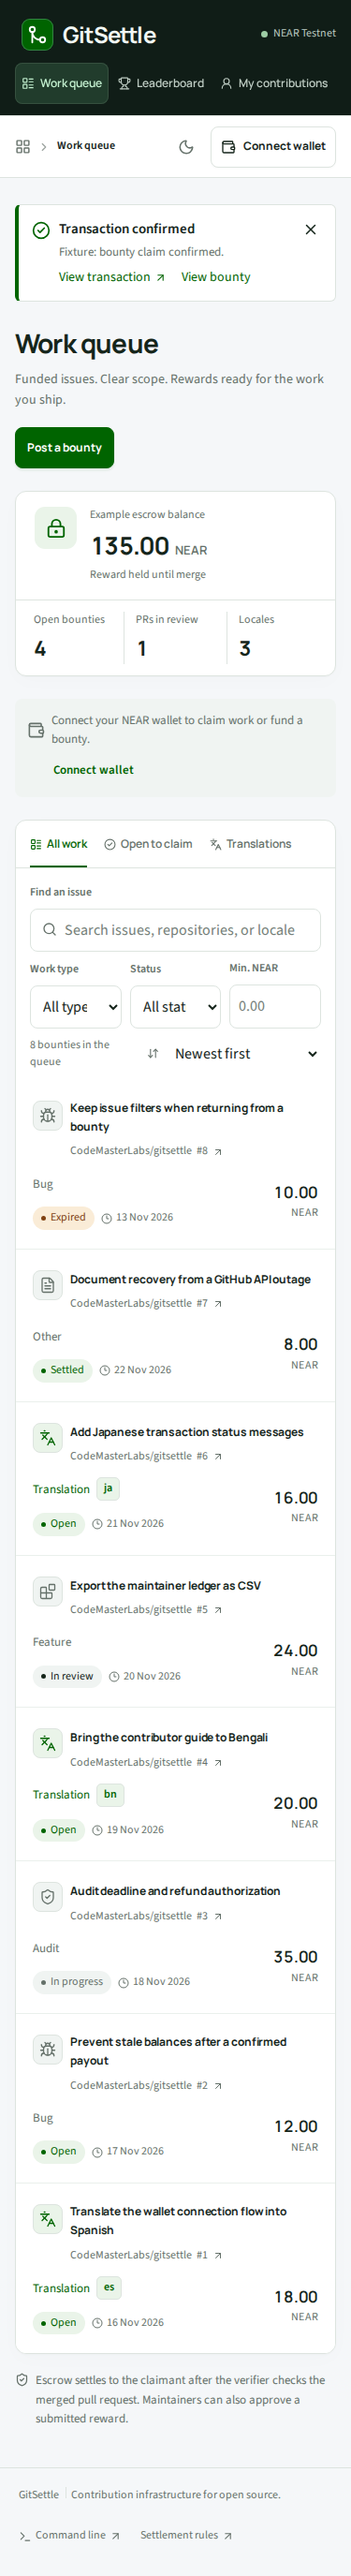 GitSettle
NEAR Testnet
Work queue
Leaderboard
My contributions
Work queue
Connect wallet
Transaction confirmed
Fixture: bounty claim confirmed.
View transaction
View bounty
Work queue
Funded issues. Clear scope. Rewards ready for the work
you ship.
Post a bounty
Example escrow balance
135.00 NEAR
Reward held until merge
Open bounties
4
PRs in review
1
Locales
3
Connect your NEAR wallet to claim work or fund a
bounty.
Connect wallet
All work
Open to claim
Translations
Find an issue
Search issues, repositories, or locale
Work type
Status
Min. NEAR
All type
All stat
0.00
8 bounties in the
queue
Newest first
Keep issue filters when returning from a
bounty
CodeMasterLabs/gitsettle #8
Bug
Expired
13 Nov 2026
10.00
NEAR
Document recovery from a GitHub API outage
CodeMasterLabs/gitsettle #7
Other
Settled
22 Nov 2026
8.00
NEAR
Add Japanese transaction status messages
CodeMasterLabs/gitsettle #6
Translation
ja
Open
21 Nov 2026
16.00
NEAR
Export the maintainer ledger as CSV
CodeMasterLabs/gitsettle #5
Feature
In review
20 Nov 2026
24.00
NEAR
Bring the contributor guide to Bengali
CodeMasterLabs/gitsettle #4
Translation
bn
Open
19 Nov 2026
20.00
NEAR
Audit deadline and refund authorization
CodeMasterLabs/gitsettle #3
Audit
In progress
18 Nov 2026
35.00
NEAR
Prevent stale balances after a confirmed
payout
CodeMasterLabs/gitsettle #2
Bug
Open
17 Nov 2026
12.00
NEAR
Translate the wallet connection flow into
Spanish
CodeMasterLabs/gitsettle #1
Translation
es
Open
16 Nov 2026
18.00
NEAR
Escrow settles to the claimant after the verifier checks the
merged pull request. Maintainers can also approve a
submitted reward.
GitSettle
Contribution infrastructure for open source.
Command line
Settlement rules